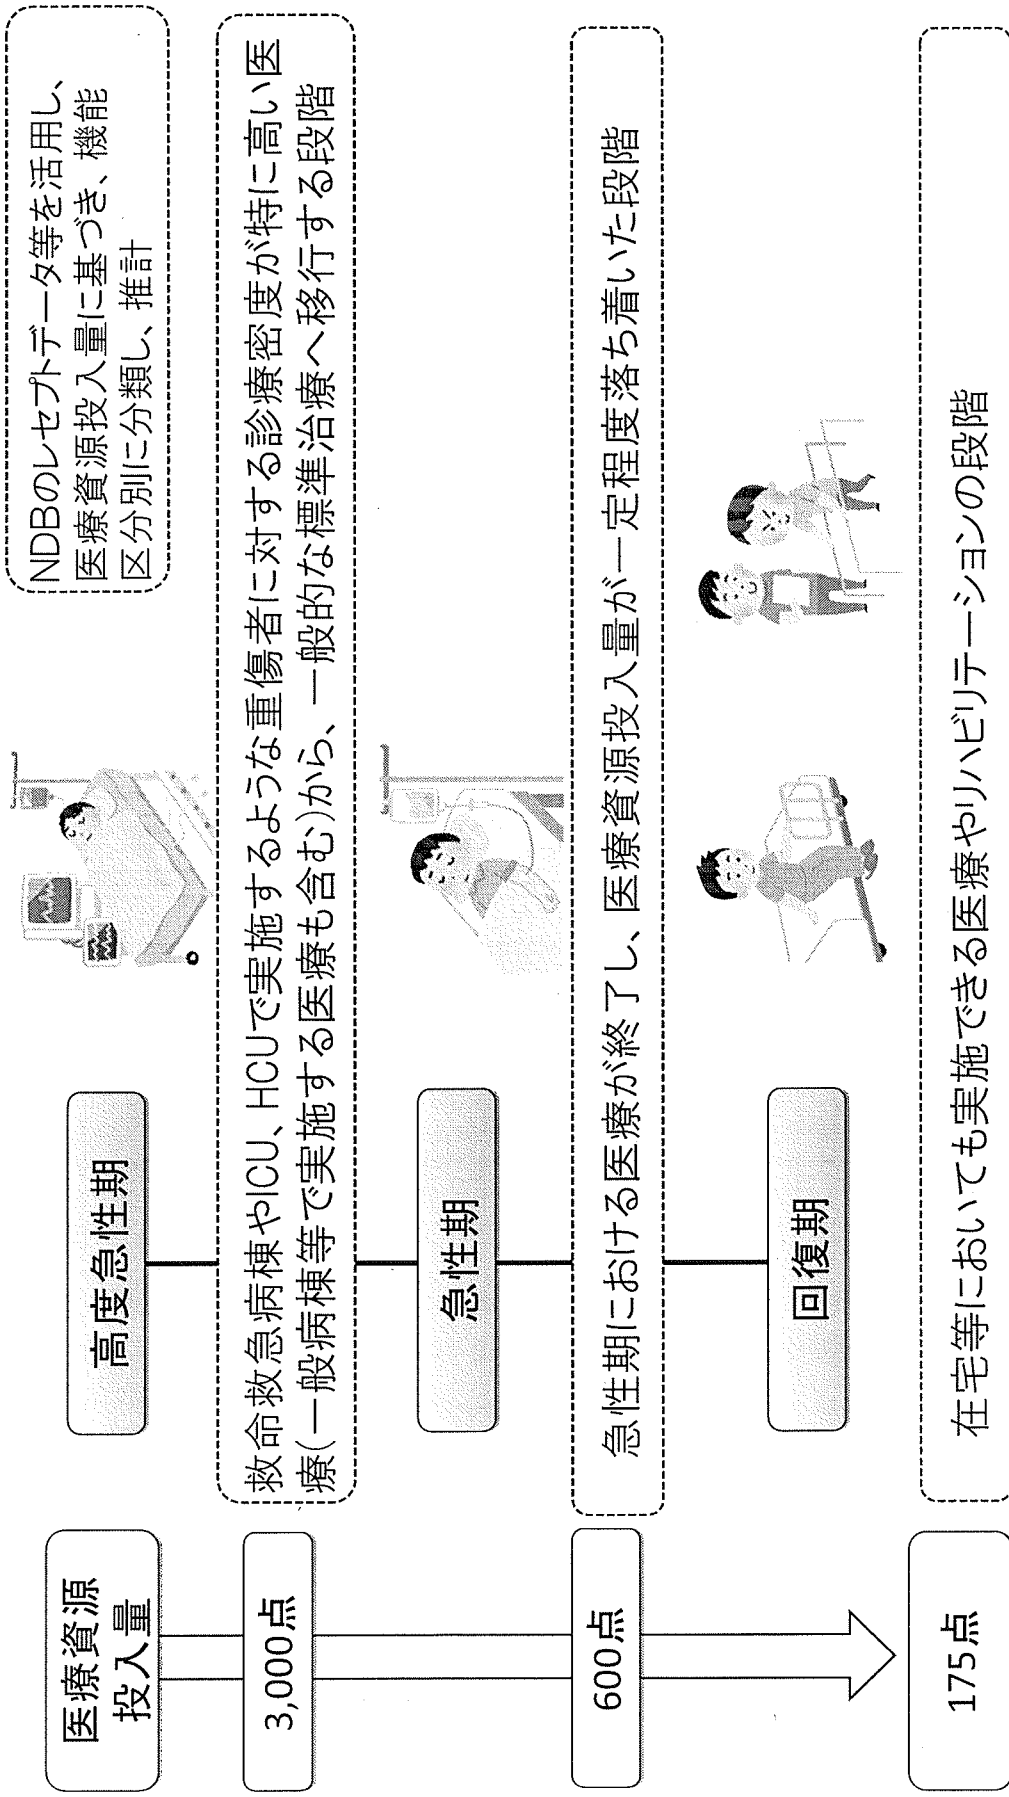 NDBのレセプトデータ等を活用し、
医療資源投入量に基づき、機能
区分別に分類し、推計
医療資源
投入量
高度急性期
3,000点
救命救急病棟やICU、HCUで実施するような重傷者に対する診療密度が特に高い医
療(一般病棟等で実施する医療も含む)から、一般的な標準治療へ移行する段階
急性期
600点
急性期における医療が終了し、医療資源投入量が一定程度落ち着いた段階
回復期
175点
在宅等においても実施できる医療やリハビリテーションの段階